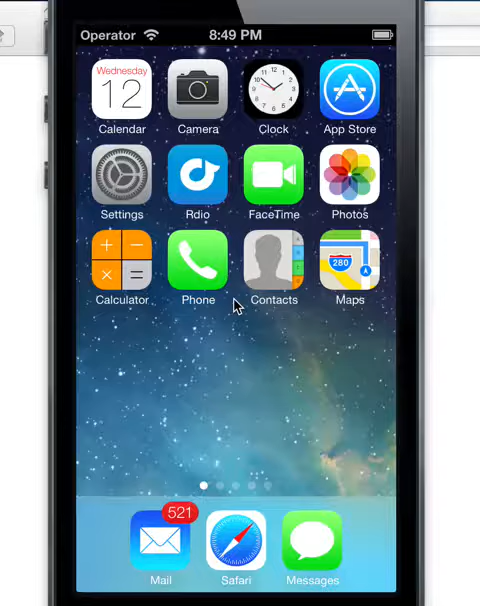 Operator 8:49 PM
Wednesday
12
Calendar Camera Clock App Store
Settings Rdio FaceTime Photos
280
Calculator Phone Contacts Maps
521
Mail Safari Messages